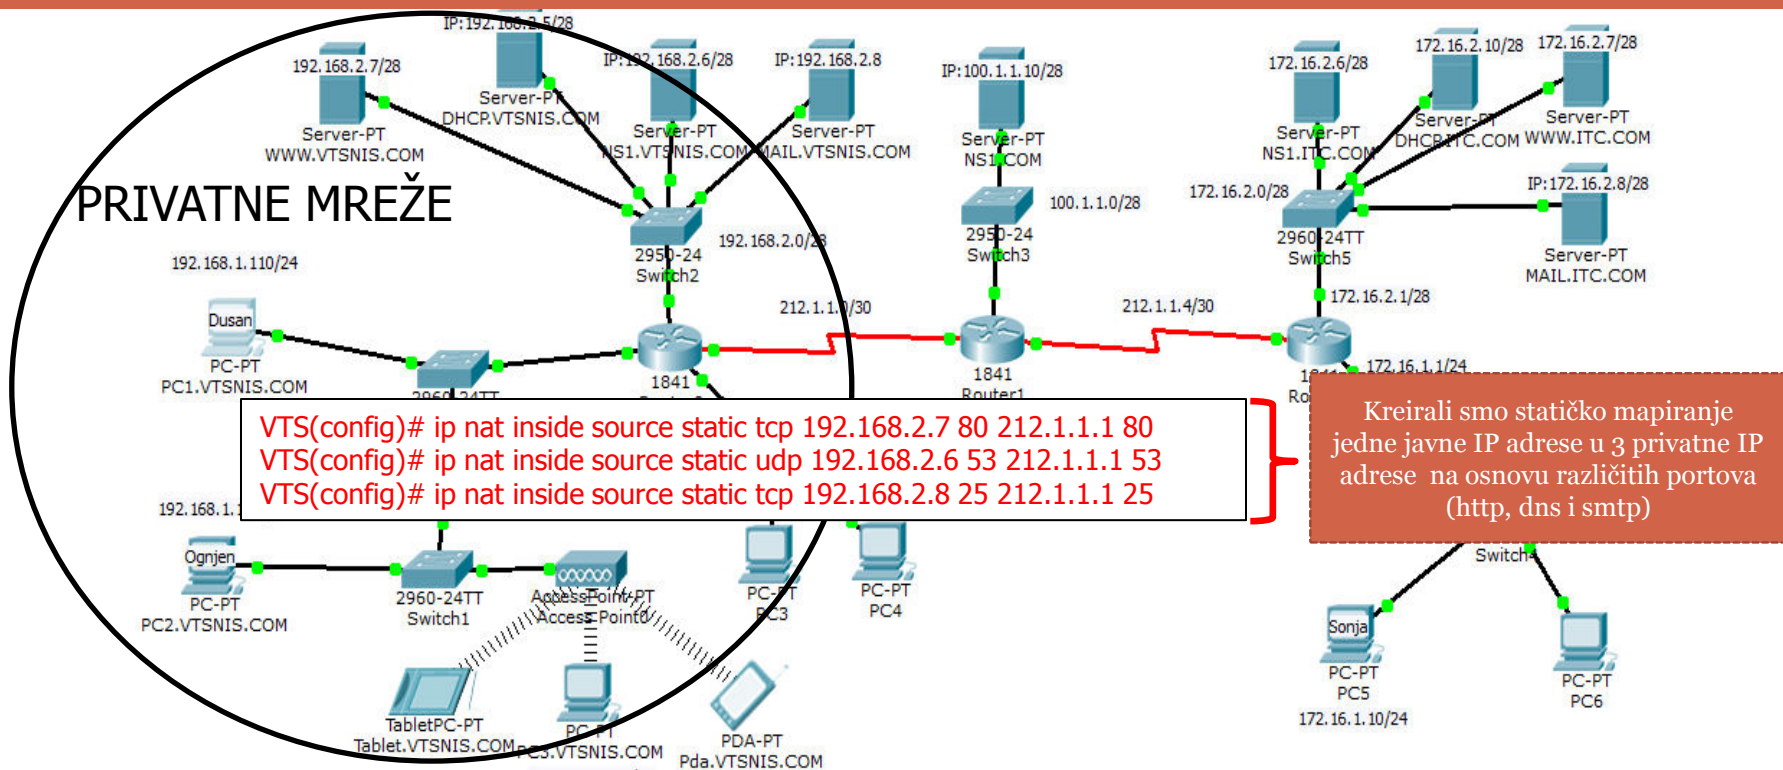 IP:192.168.2.5/28
192.168.2.7/28
IP:192.168.2.6/28
IP:192.168.2.8
IP:100.1.1.10/28
172.16.2.6/28
172.16.2.10/28
172.16.2.7/28
Server-PT
DHCP.VTSNIS.COM
Server-PT
WWW.VTSNIS.COM
Server-PT
NS1.VTSNIS.COM
Server-PT
MAIL.VTSNIS.COM
Server-PT
NS1.COM
Server-PT
NS1.ITC.COM
Server-PT
DHCP.ITC.COM
Server-PT
WWW.ITC.COM
PRIVATNE MREŽE
172.16.2.0/28
IP:172.16.2.8/28
100.1.1.0/28
192.168.2.0/28
2950-24
Switch2
2950-24
Switch3
2960-24TT
Switch5
Server-PT
MAIL.ITC.COM
192.168.1.110/24
212.1.1.0/30
212.1.1.4/30
172.16.2.1/28
Dusan
PC-PT
PC1.VTSNIS.COM
2960-24TT
1841
1841
Router1
172.16.1.1/24
VTS(config)# ip nat inside source static tcp 192.168.2.7 80 212.1.1.1 80
VTS(config)# ip nat inside source static udp 192.168.2.6 53 212.1.1.1 53
VTS(config)# ip nat inside source static tcp 192.168.2.8 25 212.1.1.1 25
Kreirali smo statičko mapiranje
jedne javne IP adrese u 3 privatne IP
adrese na osnovu različitih portova
(http, dns i smtp)
Ognjen
PC-PT
PC2.VTSNIS.COM
2960-24TT
Switch1
AccessPoint-PT
Access Point0
PC-PT
PC3
PC-PT
PC4
Switch4
Sonja
PC-PT
PC5
172.16.1.10/24
PC-PT
PC6
TabletPC-PT
Tablet.VTSNIS.COM
PC-PT
PC3.VTSNIS.COM
PDA-PT
Pda.VTSNIS.COM